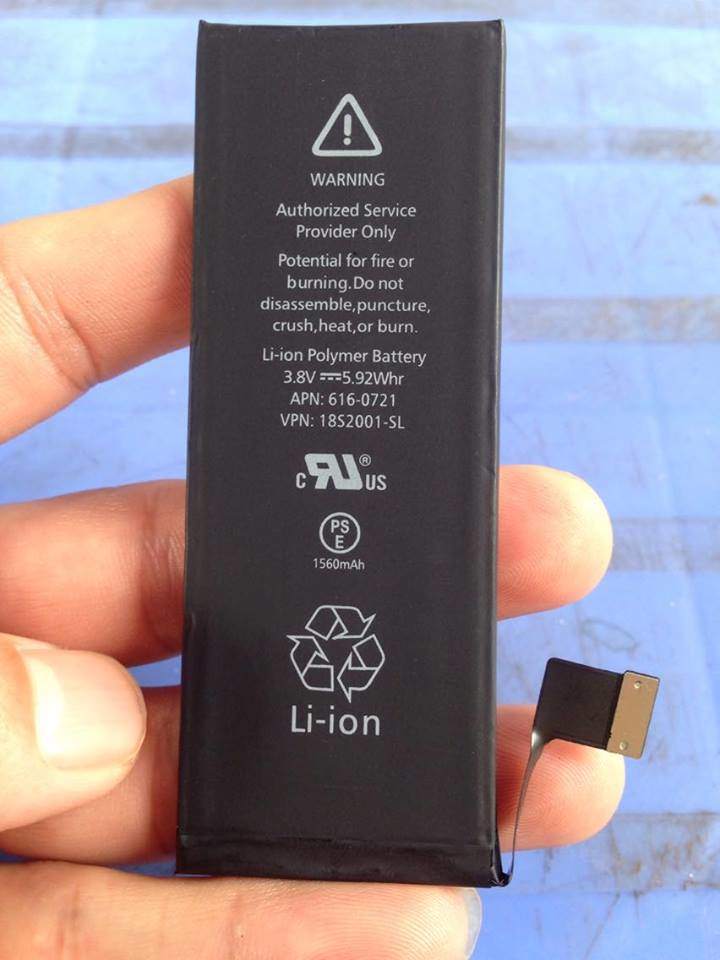 WARNING
Authorized Service
Provider Only
Potential for fire or
burning.Do not
disassemble,puncture,
crush,heat,or burn.
Li-ion Polymer Battery
3.8V ⎓5.92Whr
APN: 616-0721
VPN: 18S2001-SL
c RU ® US
PS
E
1560mAh
Li-ion